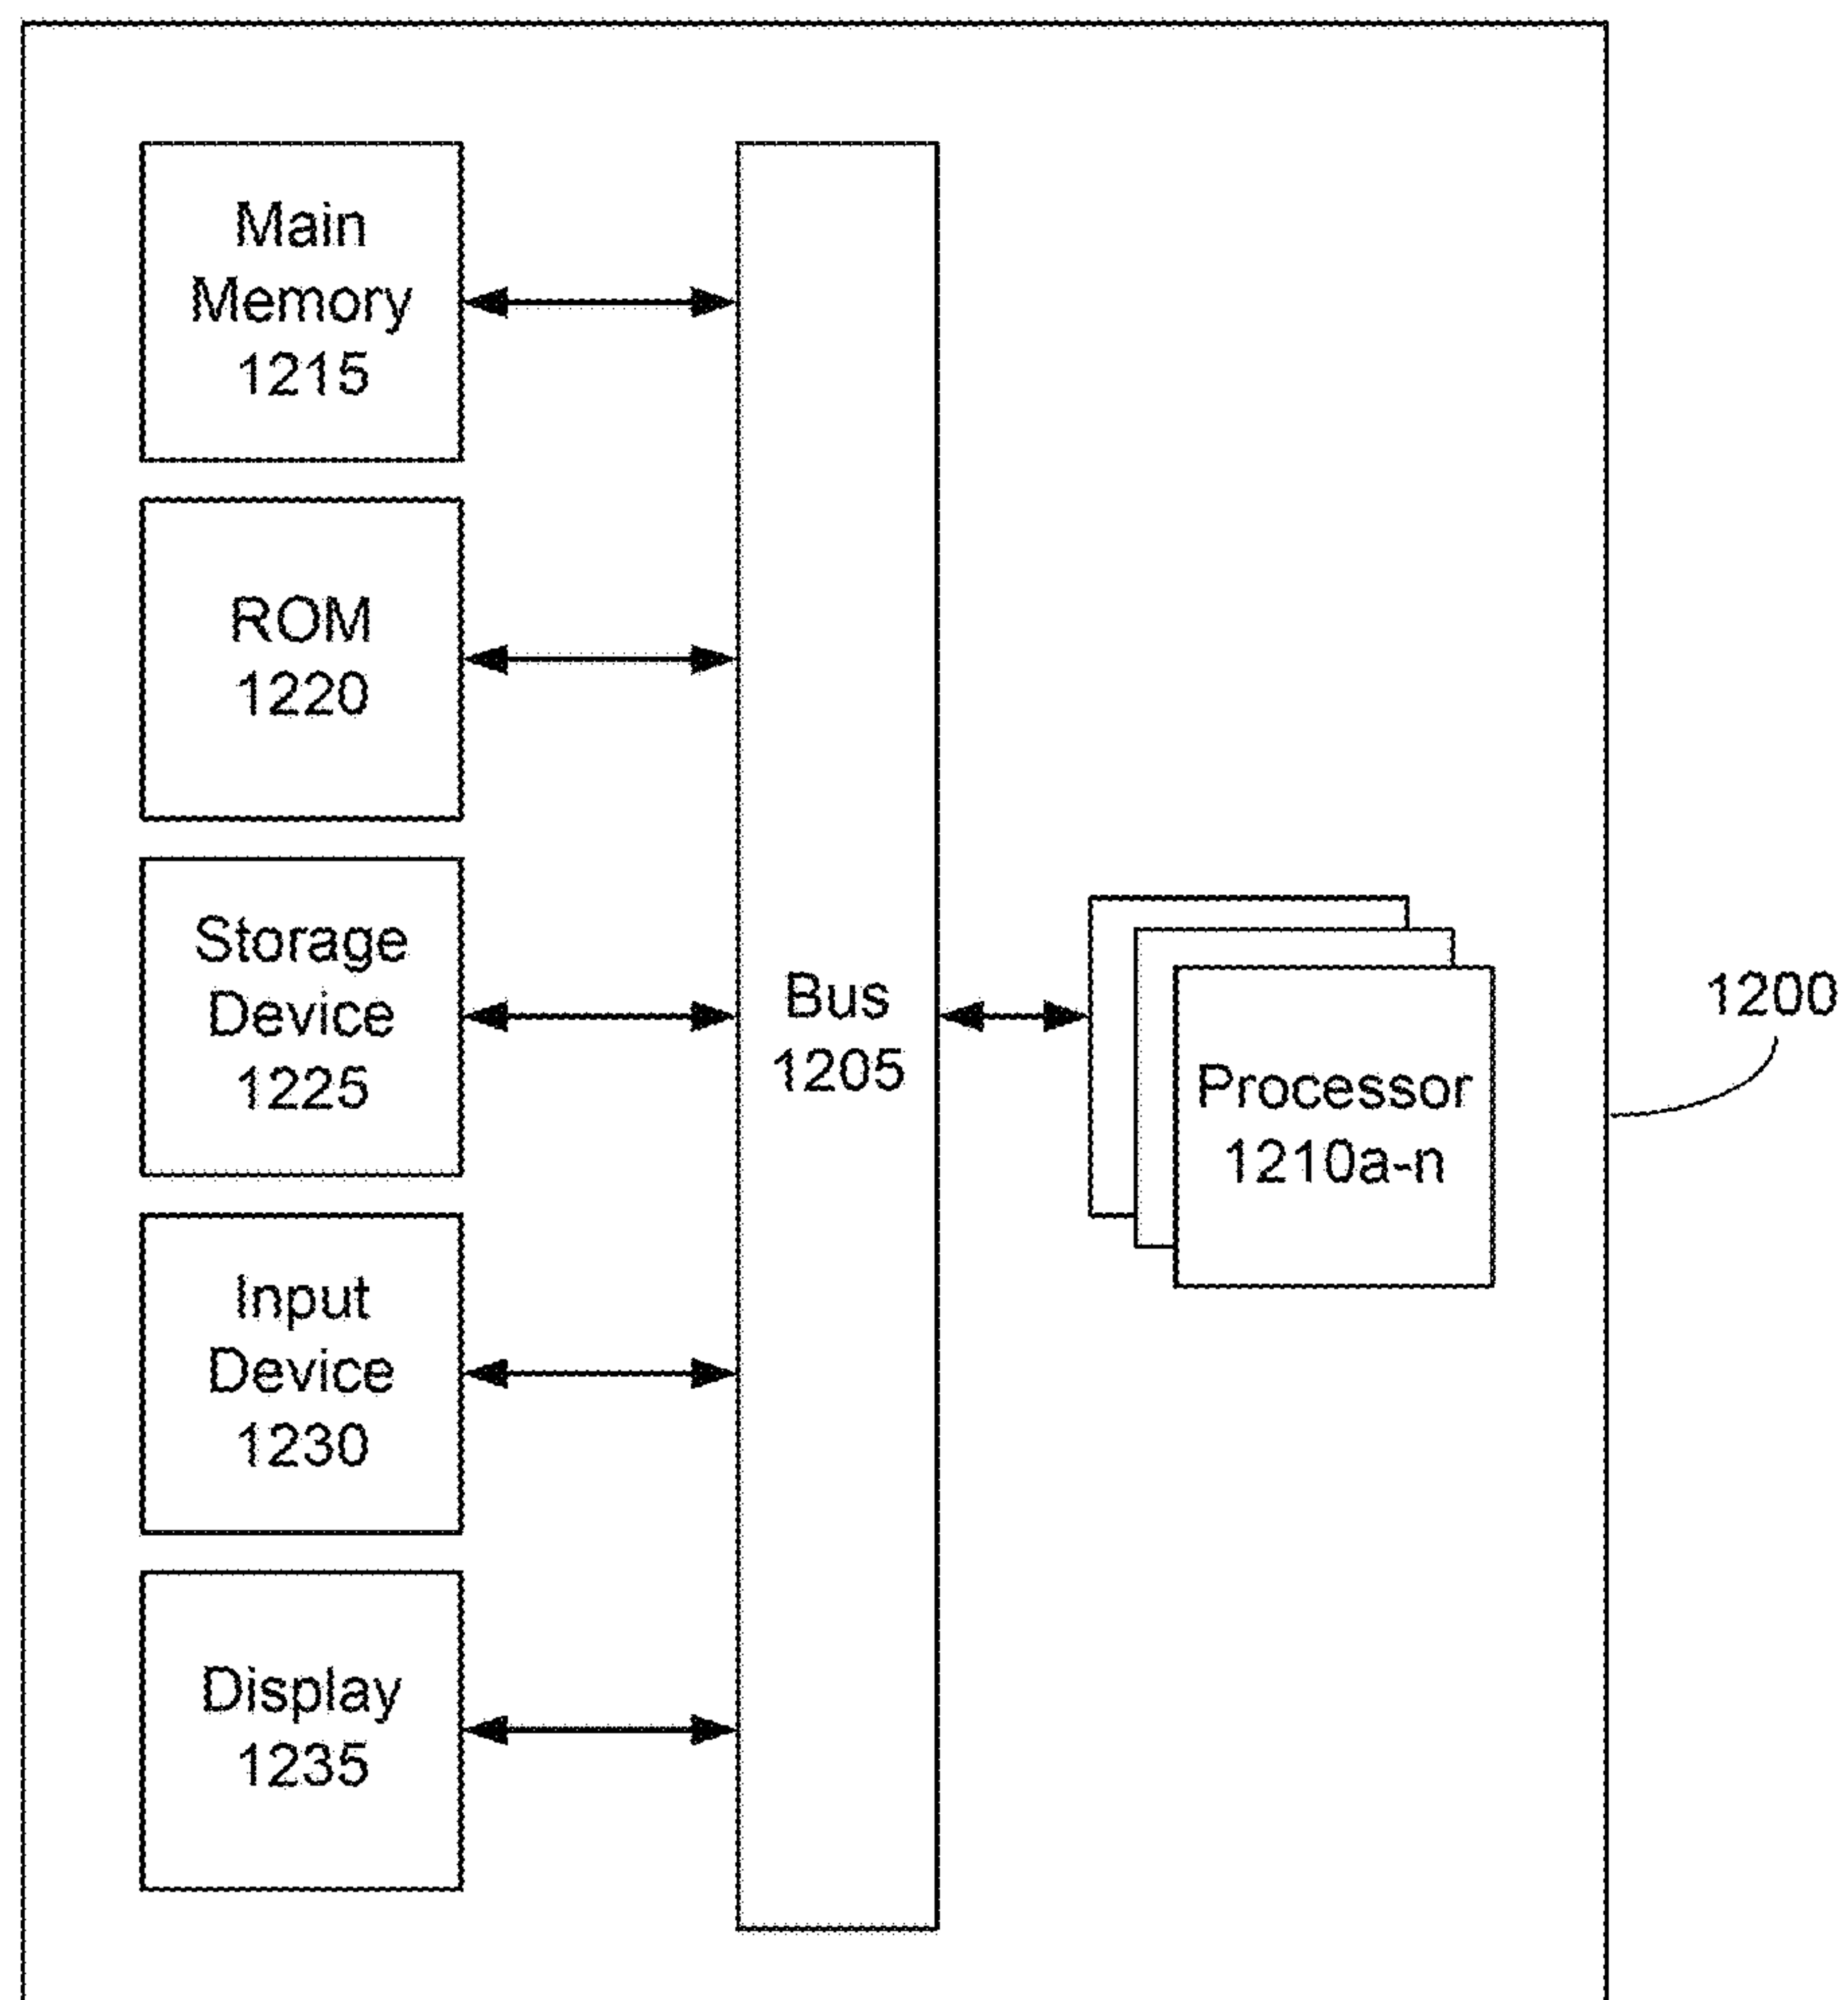 Main
Memory
1215
ROM
1220
Storage
Device
1225
Input
Device
1230
Display
1235
Bus
1205
Processor
1210a-n
1200